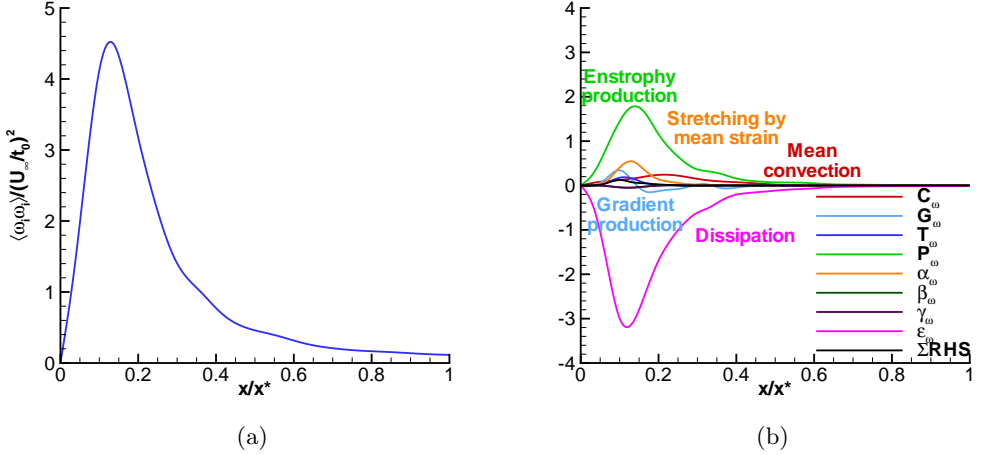 5
4
3
2
1
0
0 0.2 0.4 0.6 0.8 1
x/x*
⟨ω_iω_i⟩/(U_∞/t_0)²
(a)
4
3
2
1
0
-1
-2
-3
-4
0 0.2 0.4 0.6 0.8 1
x/x*
Enstrophy
production
Stretching by
mean strain
Mean
convection
Gradient
production
Dissipation
C_ω
G_ω
T_ω
P_ω
α_ω
β_ω
γ_ω
ε_ω
ΣRHS
(b)